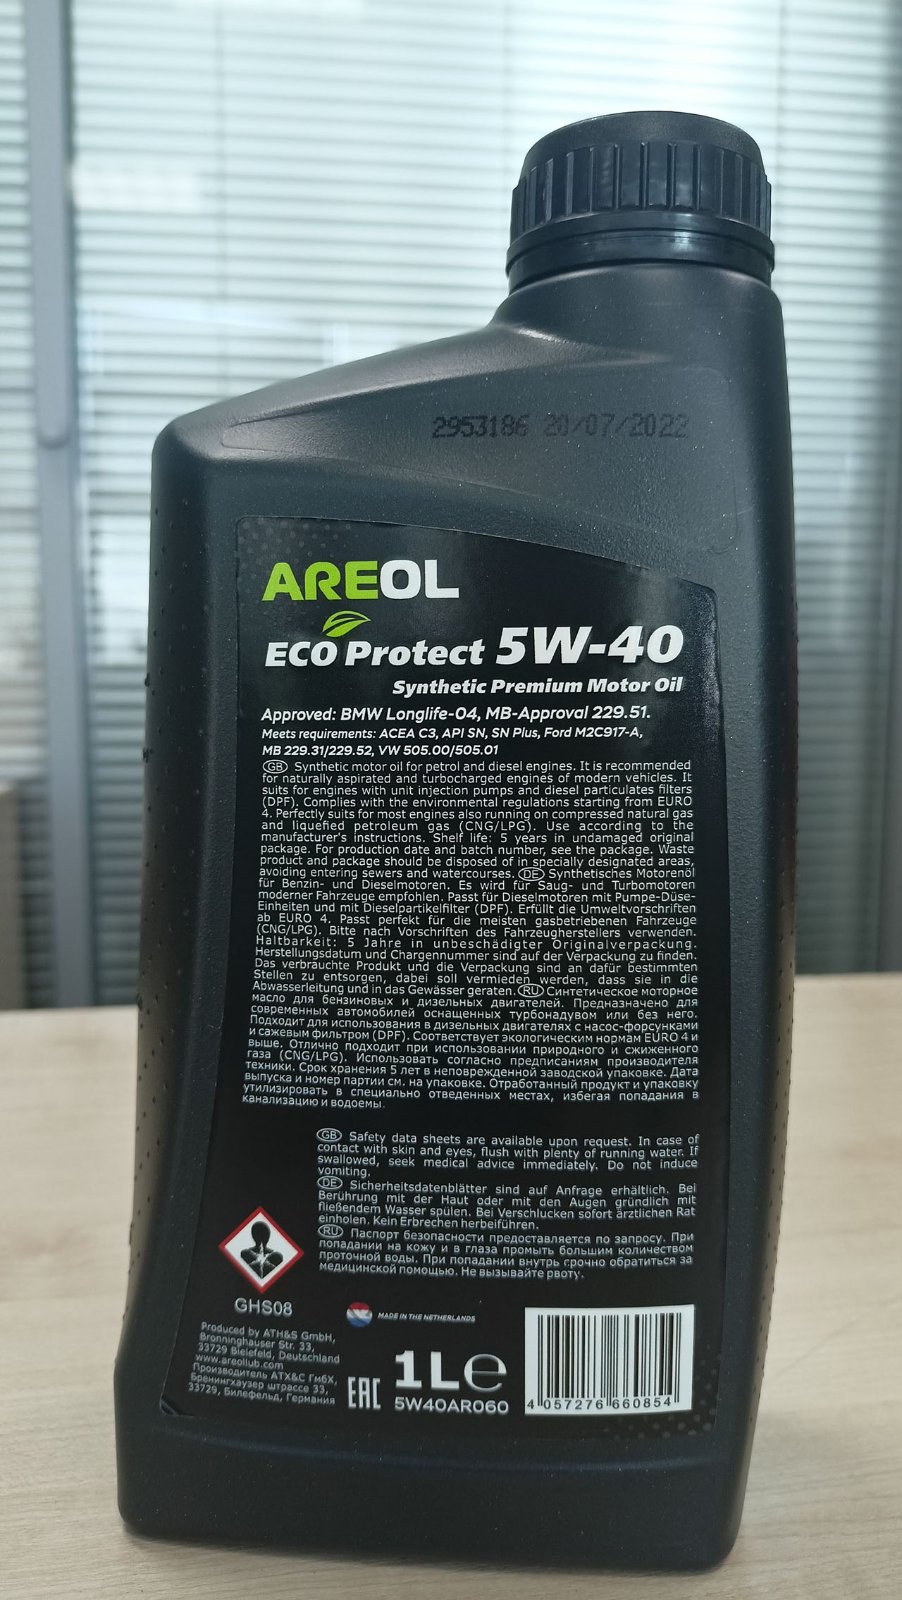 2953186 20/07/2022
AREOL
ECO Protect 5W-40
Synthetic Premium Motor Oil
Approved: BMW Longlife-04, MB-Approval 229.51.
Meets requirements: ACEA C3, API SN, SN Plus, Ford M2C917-A,
MB 229.31/229.52, VW 505.00/505.01
GB Synthetic motor oil for petrol and diesel engines. It is recommended
for naturally aspirated and turbocharged engines of modern vehicles. It
suits for engines with unit injection pumps and diesel particulates filters
(DPF). Complies with the environmental regulations starting from EURO
4. Perfectly suits for most engines also running on compressed natural gas
and liquefied petroleum gas (CNG/LPG). Use according to the
manufacturer's instructions. Shelf life: 5 years in undamaged original
package. For production date and batch number, see the package. Waste
product and package should be disposed of in specially designated areas,
avoiding entering sewers and watercourses. DE Synthetisches Motorenöl
für Benzin- und Dieselmotoren. Es wird für Saug- und Turbomotoren
moderner Fahrzeuge empfohlen. Passt für Dieselmotoren mit Pumpe-Düse-
Einheiten und mit Dieselpartikelfilter (DPF). Erfüllt die Umweltvorschriften
ab EURO 4. Passt perfekt für die meisten gasbetriebenen Fahrzeuge
(CNG/LPG). Bitte nach Vorschriften des Fahrzeugherstellers verwenden.
Haltbarkeit: 5 Jahre in unbeschädigter Originalverpackung.
Herstellungsdatum und Chargennummer sind auf der Verpackung zu finden.
Das verbrauchte Produkt und die Verpackung sind an dafür bestimmten
Stellen zu entsorgen, dabei soll vermieden werden, dass sie in die
Abwasserleitung und in das Gewässer geraten. RU Синтетическое моторное
масло для бензиновых и дизельных двигателей. Предназначено для
современных автомобилей оснащенных турбонадувом или без него.
Подходит для использования в дизельных двигателях с насос-форсунками
и сажевым фильтром (DPF). Соответствует экологическим нормам EURO 4 и
выше. Отлично подходит при использовании природного и сжиженного
газа (CNG/LPG). Использовать согласно предписаниям производителя
техники. Срок хранения 5 лет в неповрежденной заводской упаковке. Дата
выпуска и номер партии см. на упаковке. Отработанный продукт и упаковку
утилизировать в специально отведенных местах, избегая попадания в
канализацию и водоемы.
GB Safety data sheets are available upon request. In case of
contact with skin and eyes, flush with plenty of running water. If
swallowed, seek medical advice immediately. Do not induce
vomiting.
DE Sicherheitsdatenblätter sind auf Anfrage erhältlich. Bei
Berührung mit der Haut oder mit den Augen gründlich mit
fließendem Wasser spülen. Bei Verschlucken sofort ärztlichen Rat
einholen. Kein Erbrechen herbeiführen.
RU Паспорт безопасности предоставляется по запросу. При
попадании на кожу и в глаза промыть большим количеством
проточной воды. При попадании внутрь срочно обратиться за
медицинской помощью. Не вызывайте рвоту.
GHS08
MADE IN THE NETHERLANDS
Produced by ATH&S GmbH,
Bronninghauser Str. 33,
33729 Bielefeld, Deutschland
www.areollub.com
Производитель АТХ&С ГмбХ,
Бренингхаузер штрассе 33,
33729, Билефельд, Германия
EAC
1L e
5W40AR060
4 057276 660854